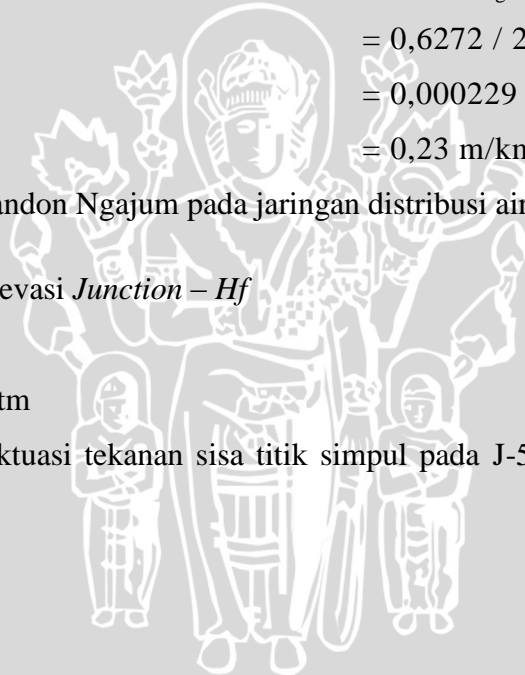 = 0,6272 / 2
= 0,000229
= 0,23 m/km
andon Ngajum pada jaringan distribusi air
evasi Junction – Hf
tm
ktuasi tekanan sisa titik simpul pada J-5